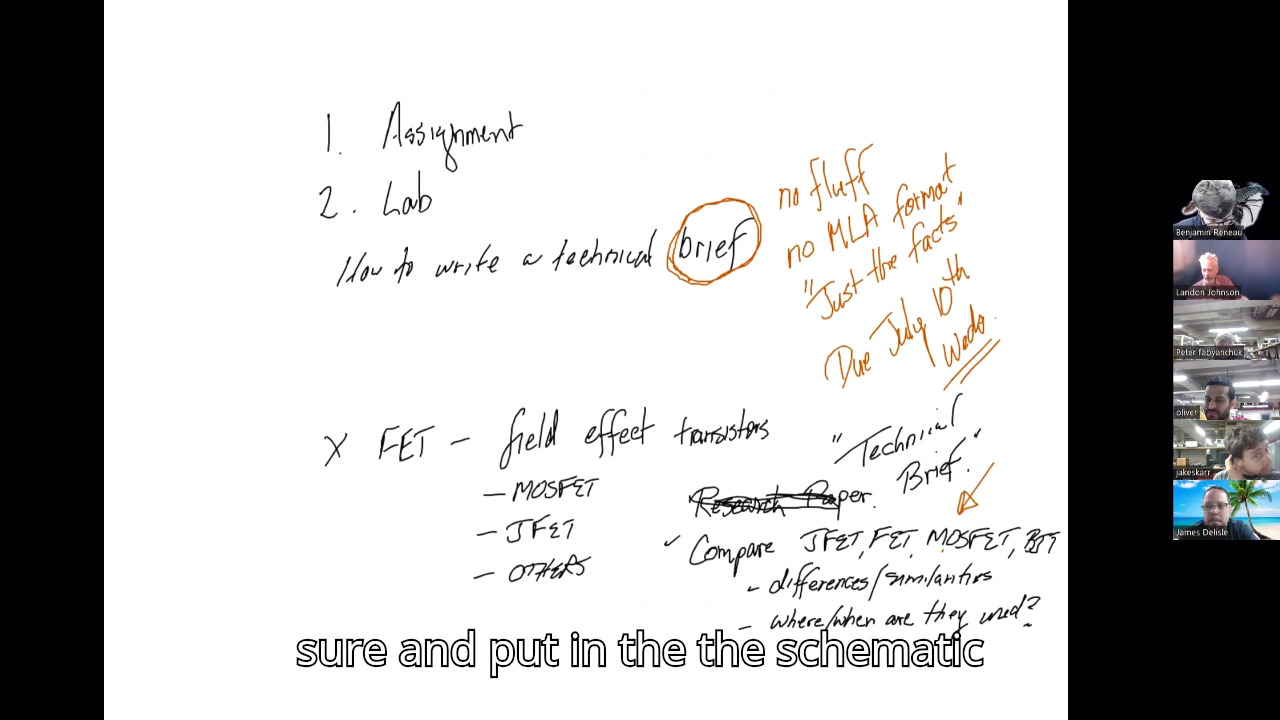 1. Assignment
2. Lab
How to write a technical brief
no fluff
no MLA format
"Just the facts"
Due July 10th
Weds.
X FET - field effect transistors
- MOSFET
- JFET
- OTHERS
"Technical
Brief."
Research Paper.
✓ Compare JFET, FET, MOSFET, BJT
- differences/similarities
- where/when are they used?
sure and put in the the schematic
Benjamin Reneau
Landon Johnson
Peter fabyanchuk
oliver
jakeskarr
James Delisle